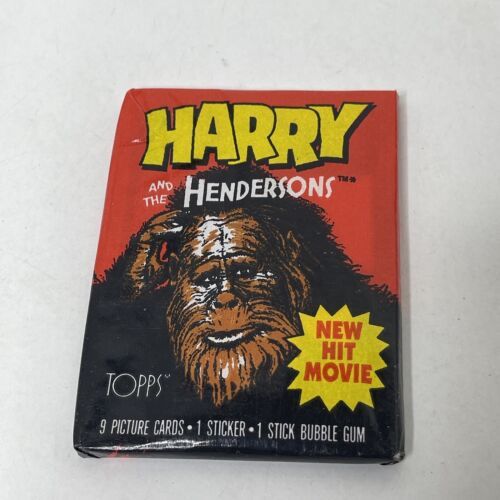 HARRY
AND THE HENDERSONS™*
NEW
HIT
MOVIE
TOPPS
9 PICTURE CARDS • 1 STICKER • 1 STICK BUBBLE GUM